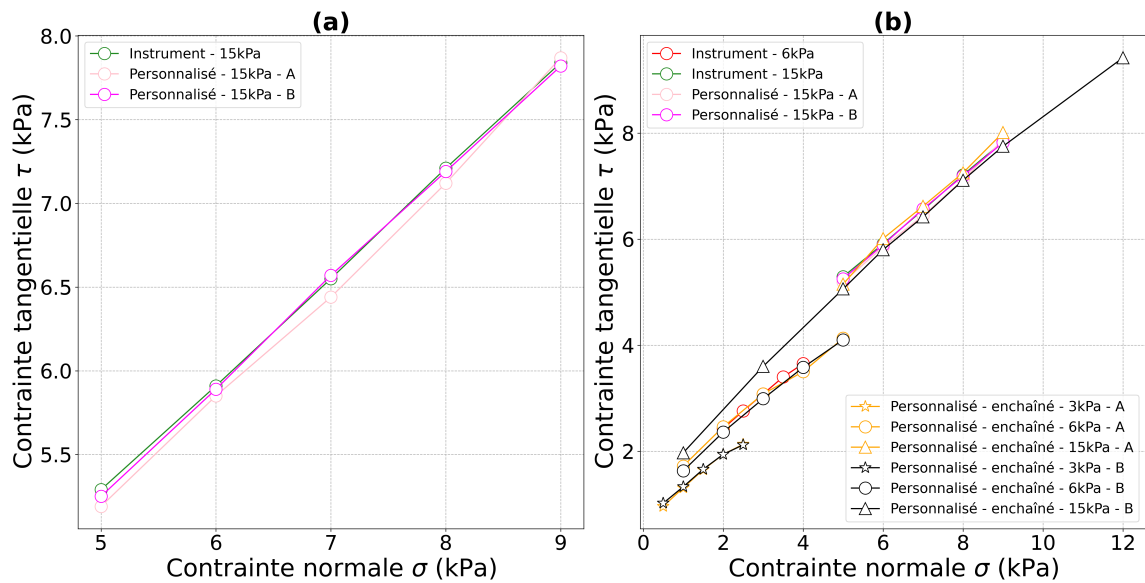 (a)
Contrainte tangentielle τ (kPa)
8.0
7.5
7.0
6.5
6.0
5.5
Instrument - 15kPa
Personnalisé - 15kPa - A
Personnalisé - 15kPa - B
5 6 7 8 9
Contrainte normale σ (kPa)
(b)
Contrainte tangentielle τ (kPa)
8
6
4
2
Instrument - 6kPa
Instrument - 15kPa
Personnalisé - 15kPa - A
Personnalisé - 15kPa - B
Personnalisé - enchaîné - 3kPa - A
Personnalisé - enchaîné - 6kPa - A
Personnalisé - enchaîné - 15kPa - A
Personnalisé - enchaîné - 3kPa - B
Personnalisé - enchaîné - 6kPa - B
Personnalisé - enchaîné - 15kPa - B
0 2 4 6 8 10 12
Contrainte normale σ (kPa)